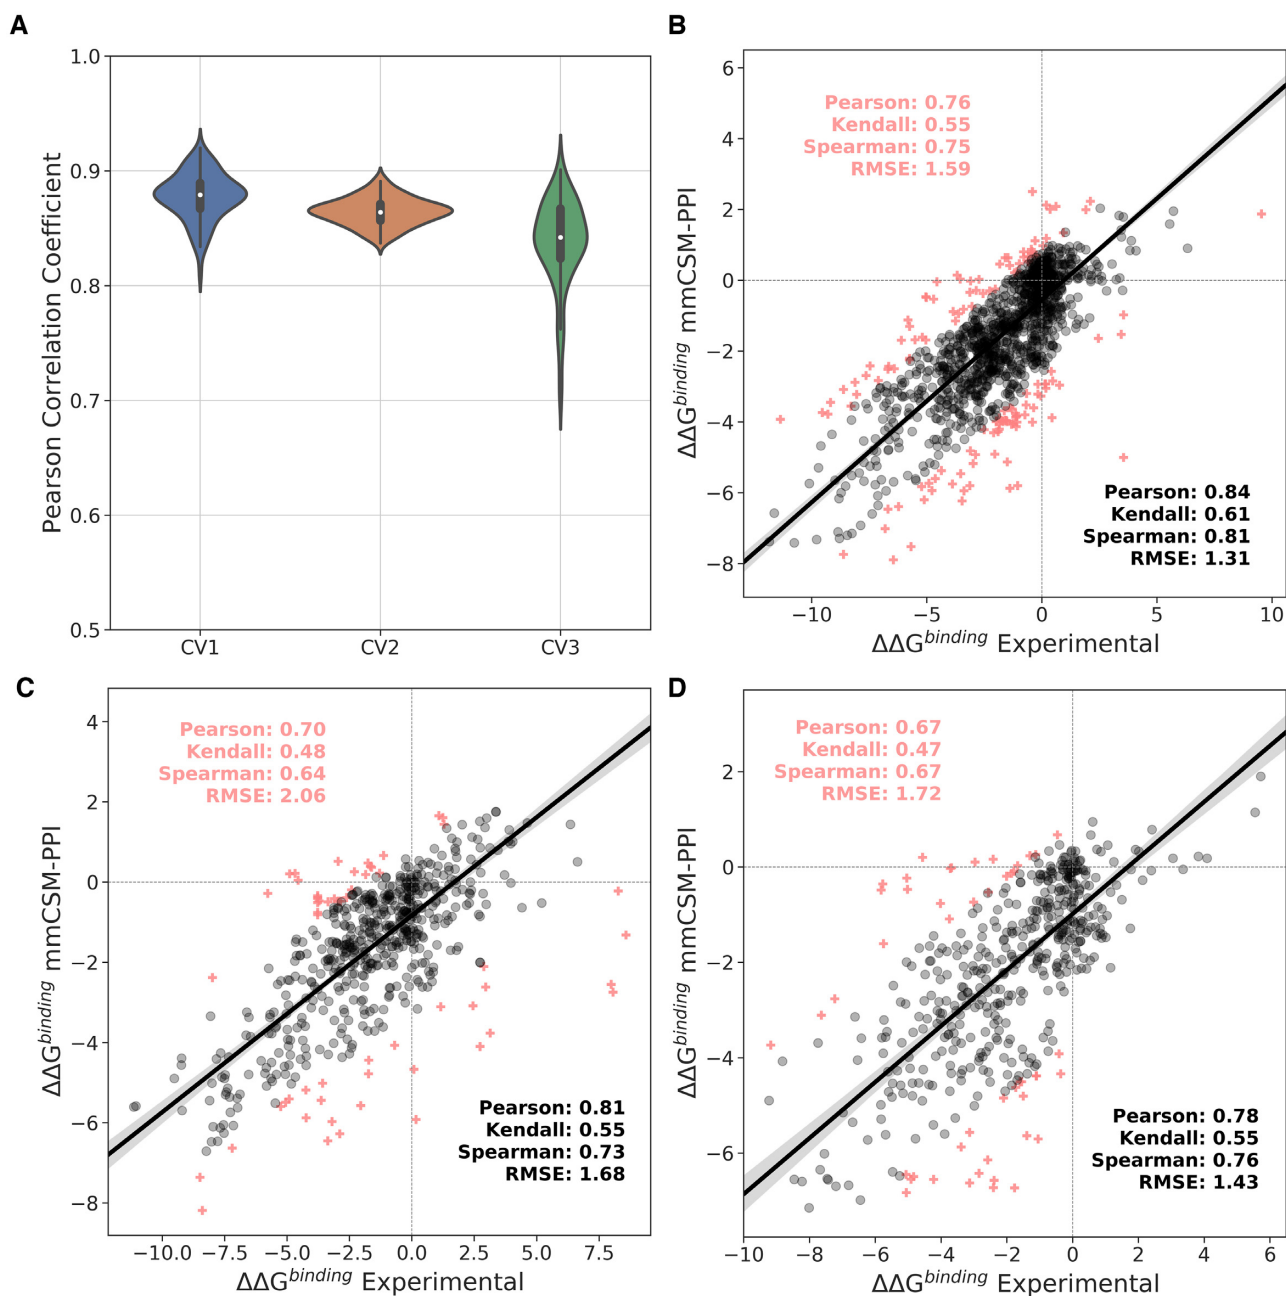 A
Pearson Correlation Coefficient
1.0
0.9
0.8
0.7
0.6
0.5
CV1
CV2
CV3
B
ΔΔG^binding mmCSM-PPI
6
4
2
0
−2
−4
−6
−8
Pearson: 0.76
Kendall: 0.55
Spearman: 0.75
RMSE: 1.59
Pearson: 0.84
Kendall: 0.61
Spearman: 0.81
RMSE: 1.31
−10
−5
0
5
10
ΔΔG^binding Experimental
C
ΔΔG^binding mmCSM-PPI
4
2
0
−2
−4
−6
−8
Pearson: 0.70
Kendall: 0.48
Spearman: 0.64
RMSE: 2.06
Pearson: 0.81
Kendall: 0.55
Spearman: 0.73
RMSE: 1.68
−10.0
−7.5
−5.0
−2.5
0.0
2.5
5.0
7.5
ΔΔG^binding Experimental
D
ΔΔG^binding mmCSM-PPI
2
0
−2
−4
−6
Pearson: 0.67
Kendall: 0.47
Spearman: 0.67
RMSE: 1.72
Pearson: 0.78
Kendall: 0.55
Spearman: 0.76
RMSE: 1.43
−10
−8
−6
−4
−2
0
2
4
6
ΔΔG^binding Experimental